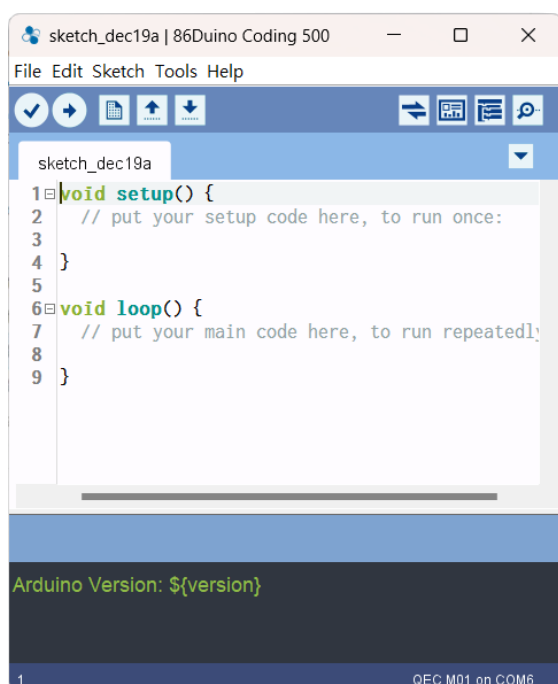 sketch_dec19a | 86Duino Coding 500
File Edit Sketch Tools Help
sketch_dec19a
1 void setup() {
2 // put your setup code here, to run once:
3
4 }
5
6 void loop() {
7 // put your main code here, to run repeatedly
8
9 }
Arduino Version: ${version}
1 QEC M01 on COM6